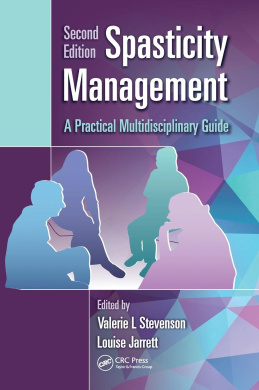 Second
Edition
Spasticity
Management
A Practical Multidisciplinary Guide
Edited by
Valerie L Stevenson
Louise Jarrett
CRC Press
Taylor & Francis Group